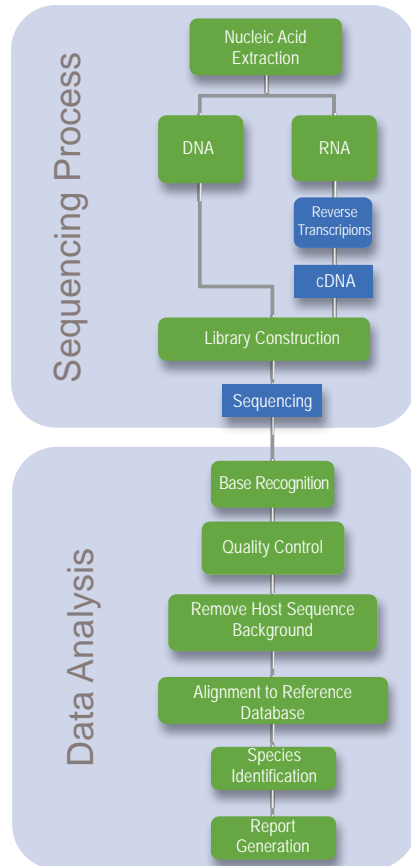 Sequencing Process
Nucleic Acid
Extraction
DNA
RNA
Reverse
Transcripions
cDNA
Library Construction
Sequencing
Data Analysis
Base Recognition
Quality Control
Remove Host Sequence
Background
Alignment to Reference
Database
Species
Identification
Report
Generation